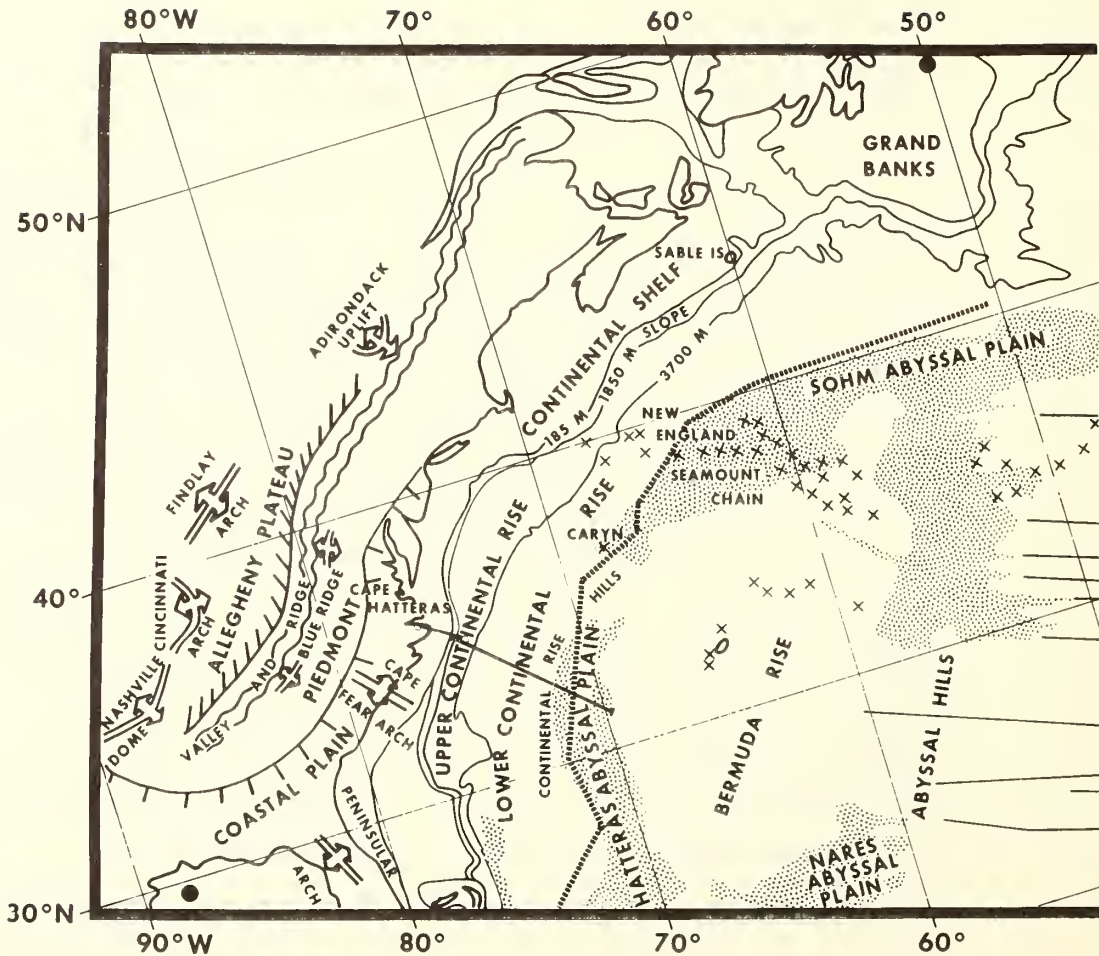 80°W 70° 60° 50°
GRAND
BANKS
50°N
SABLE IS
ADIRONDACK
UPLIFT
CONTINENTAL SHELF
SLOPE
185 M
1850 M
3700 M
SOHM ABYSSAL PLAIN
NEW
ENGLAND
SEAMOUNT
CHAIN
FINDLAY
ARCH
ALLEGHENY PLATEAU
CARYN
40°
CINCINNATI
ARCH
VALLEY AND RIDGE
BLUE RIDGE
PIEDMONT
CAPE
HATTERAS
UPPER CONTINENTAL RISE
LOWER CONTINENTAL RISE
CONTINENTAL RISE HILLS
HATTERAS ABYSSAL PLAIN
BERMUDA RISE
ABYSSAL HILLS
NASHVILLE
DOME
CAPE
FEAR ARCH
COASTAL PLAIN
PENINSULAR
ARCH
NARES
ABYSSAL
PLAIN
30°N
90°W 80° 70° 60°